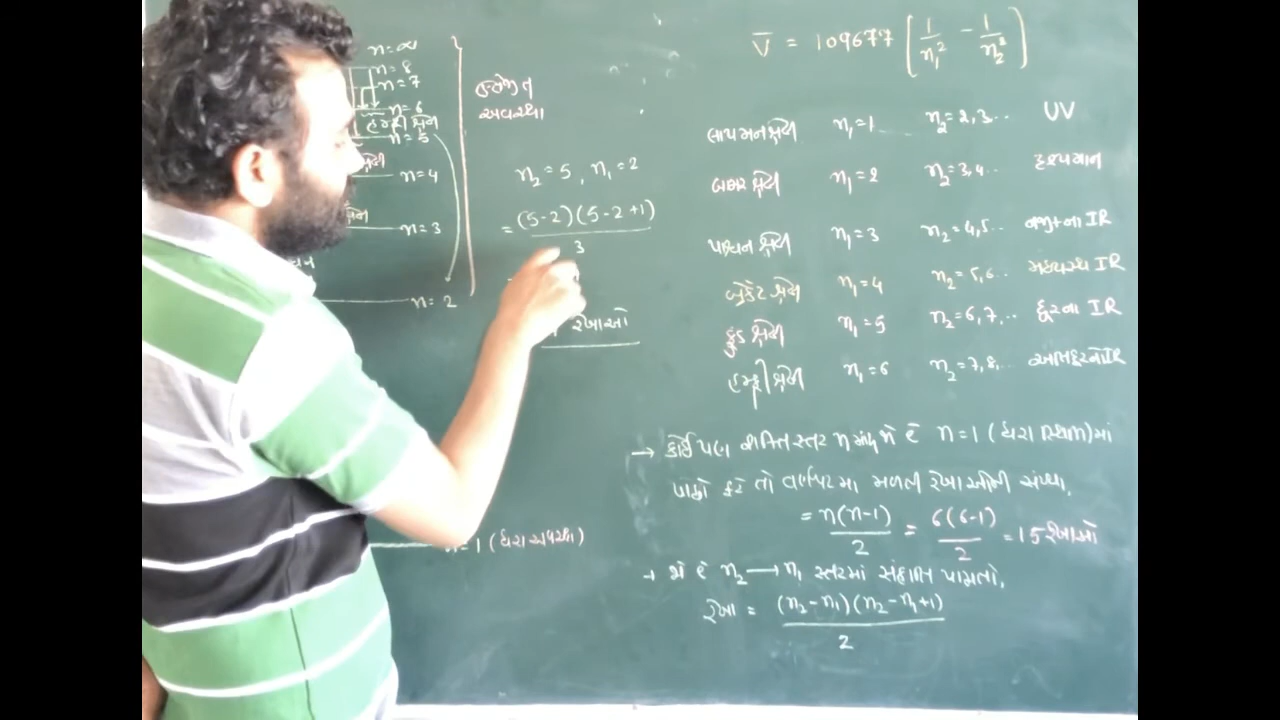 n=∞
n=8
n=7
n=6
હમ્ફ્રી શ્રેણી
n=5
n=4
n=3
n=2
n=1 (ધરા અવસ્થા)
ઉત્તેજીત
અવસ્થા
n₂=5, n₁=2
= (5-2)(5-2+1)
3
રેખાઓ
V̅ = 109677 [1/n₁² - 1/n₂²]
લાયમન શ્રેણી n₁=1 n₂=2,3... UV
બામર શ્રેણી n₁=2 n₂=3,4... દ્રશ્યમાન
પાશ્ચન શ્રેણી n₁=3 n₂=4,5... નજીકના IR
બ્રેકેટ શ્રેણી n₁=4 n₂=5,6... મધ્યસ્થ IR
ફુંડ શ્રેણી n₁=5 n₂=6,7,... દૂરના IR
હમ્ફ્રી શ્રેણી n₁=6 n₂=7,8,... IR
→ કોઈ પણ શક્તિસ્તર n માંથી જો e n=1 (ધરા સ્થિતિ) માં
પાછો ફરે તો વર્ણપટમાં મળતી રેખાઓની સંખ્યા,
= n(n-1)/2 = 6(6-1)/2 = 15 રેખાઓ
→ જો e n₂ ⟶ n₁ સ્તરમાં સંક્રાંતિ પામતો,
રેખા = (n₂-n₁)(n₂-n₁+1)
2